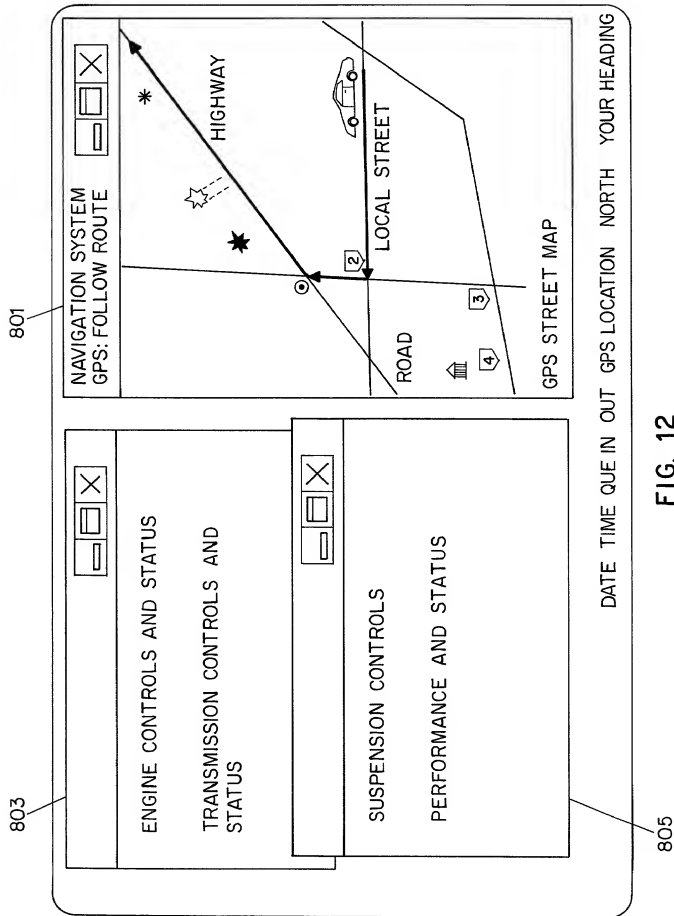 803
801
ENGINE CONTROLS AND STATUS
TRANSMISSION CONTROLS AND
STATUS
SUSPENSION CONTROLS
PERFORMANCE AND STATUS
805
NAVIGATION SYSTEM
GPS: FOLLOW ROUTE
HIGHWAY
2
LOCAL STREET
ROAD
3
4
GPS STREET MAP
DATE TIME QUE IN OUT GPS LOCATION NORTH YOUR HEADING
FIG. 12